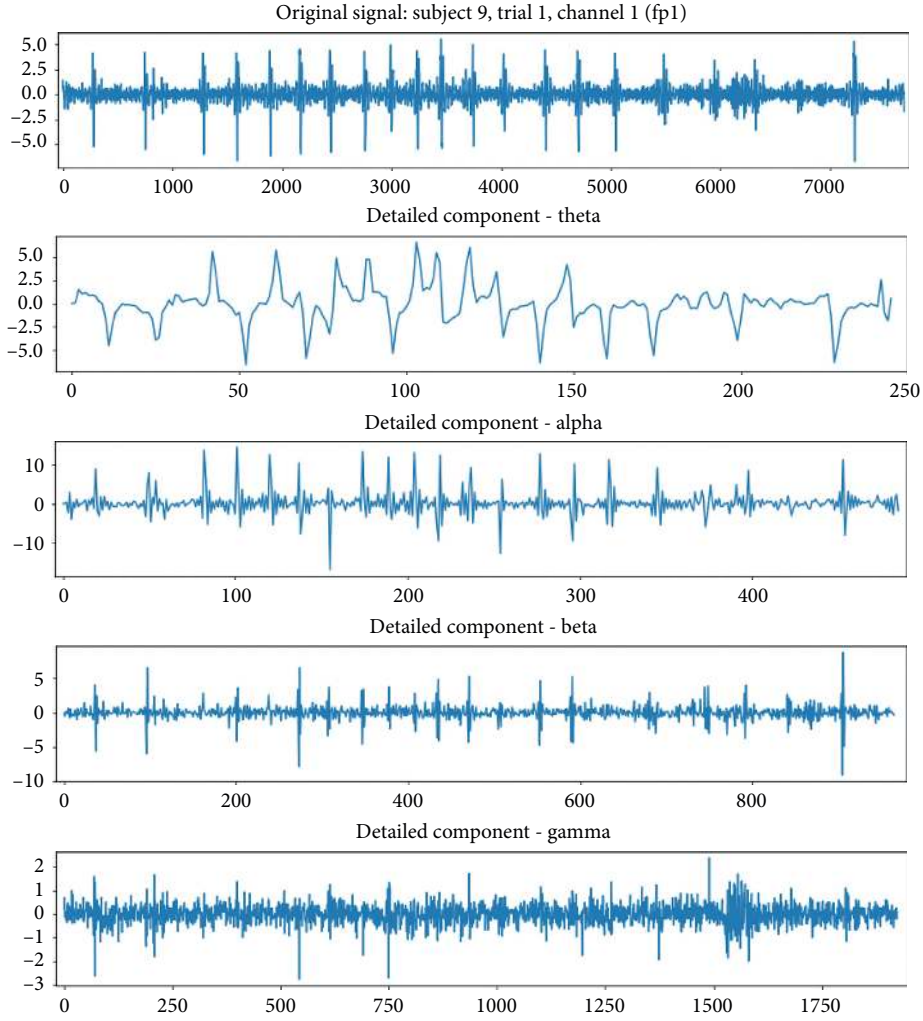 Original signal: subject 9, trial 1, channel 1 (fp1)
5.0
2.5
0.0
−2.5
−5.0
0 1000 2000 3000 4000 5000 6000 7000
Detailed component - theta
5.0
2.5
0.0
−2.5
−5.0
0 50 100 150 200 250
Detailed component - alpha
10
0
−10
0 100 200 300 400
Detailed component - beta
5
0
−5
−10
0 200 400 600 800
Detailed component - gamma
2
1
0
−1
−2
−3
0 250 500 750 1000 1250 1500 1750